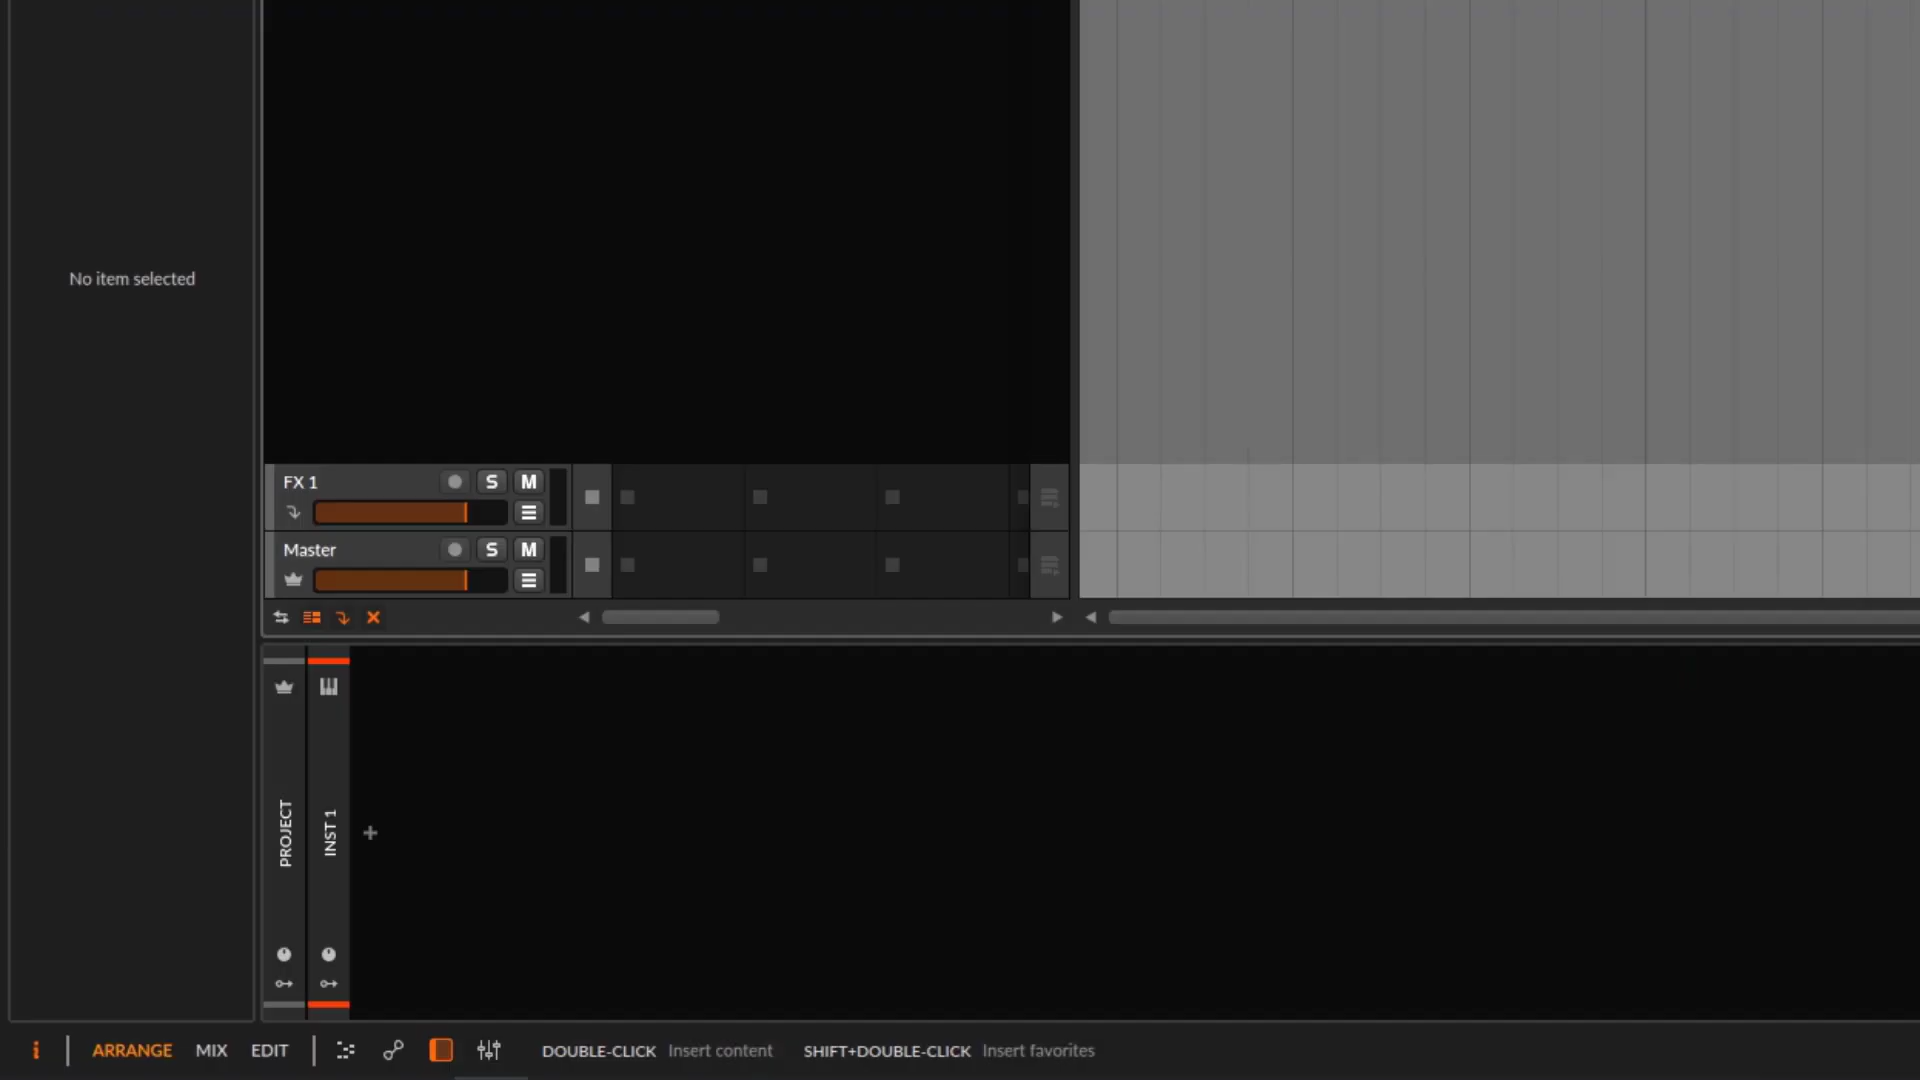 No item selected
FX 1
S
M
Master
S
M
PROJECT
INST 1
ARRANGE
MIX
EDIT
DOUBLE-CLICK Insert content
SHIFT+DOUBLE-CLICK Insert favorites